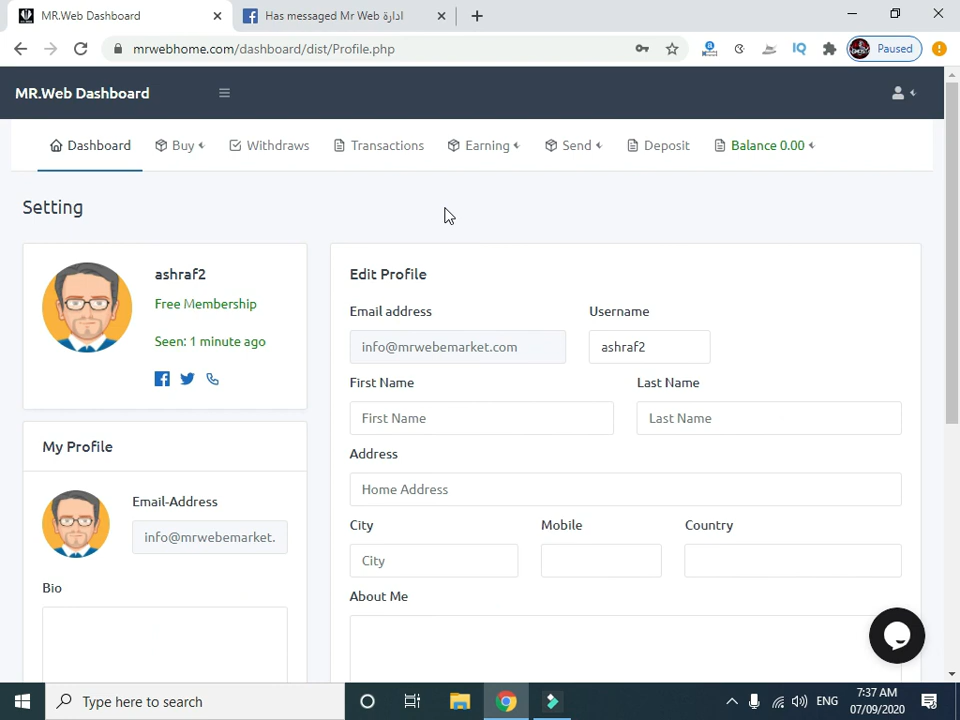 MR.Web Dashboard
Has messaged Mr Web ادارة
mrwebhome.com/dashboard/dist/Profile.php
IQ
Paused
MR.Web Dashboard
Dashboard
Buy
Withdraws
Transactions
Earning
Send
Deposit
Balance 0.00
Setting
ashraf2
Free Membership
Seen: 1 minute ago
My Profile
Email-Address
info@mrwebemarket.
Bio
Edit Profile
Email address
Username
info@mrwebemarket.com
ashraf2
First Name
Last Name
First Name
Last Name
Address
Home Address
City
Mobile
Country
City
About Me
Type here to search
ENG
7:37 AM
07/09/2020